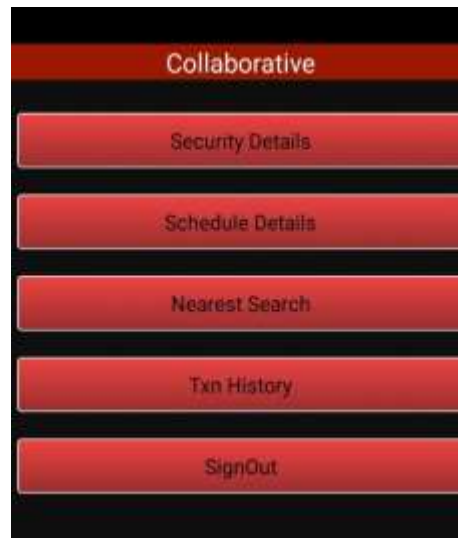 Collaborative
Security Details
Schedule Details
Nearest Search
Txn History
SignOut